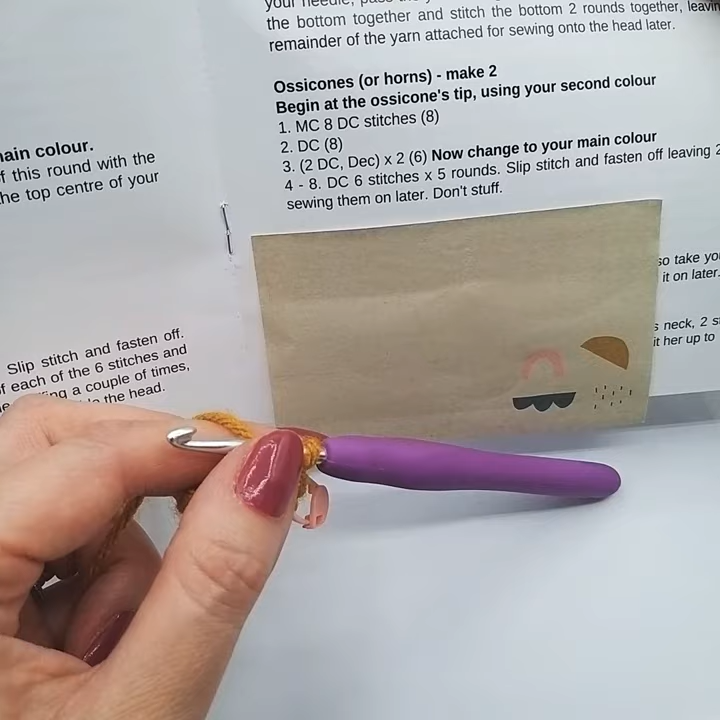 ain colour.
f this round with the
he top centre of your
Slip stitch and fasten off.
f each of the 6 stitches and
a couple of times,
the head.
your needle, pass
the bottom together and stitch the bottom 2 rounds together, leavin
remainder of the yarn attached for sewing onto the head later.
Ossicones (or horns) - make 2
Begin at the ossicone's tip, using your second colour
1. MC 8 DC stitches (8)
2. DC (8)
3. (2 DC, Dec) x 2 (6) Now change to your main colour
4 - 8. DC 6 stitches x 5 rounds. Slip stitch and fasten off leaving 2
sewing them on later. Don't stuff.
so take you
it on later.
s neck, 2 s
it her up to